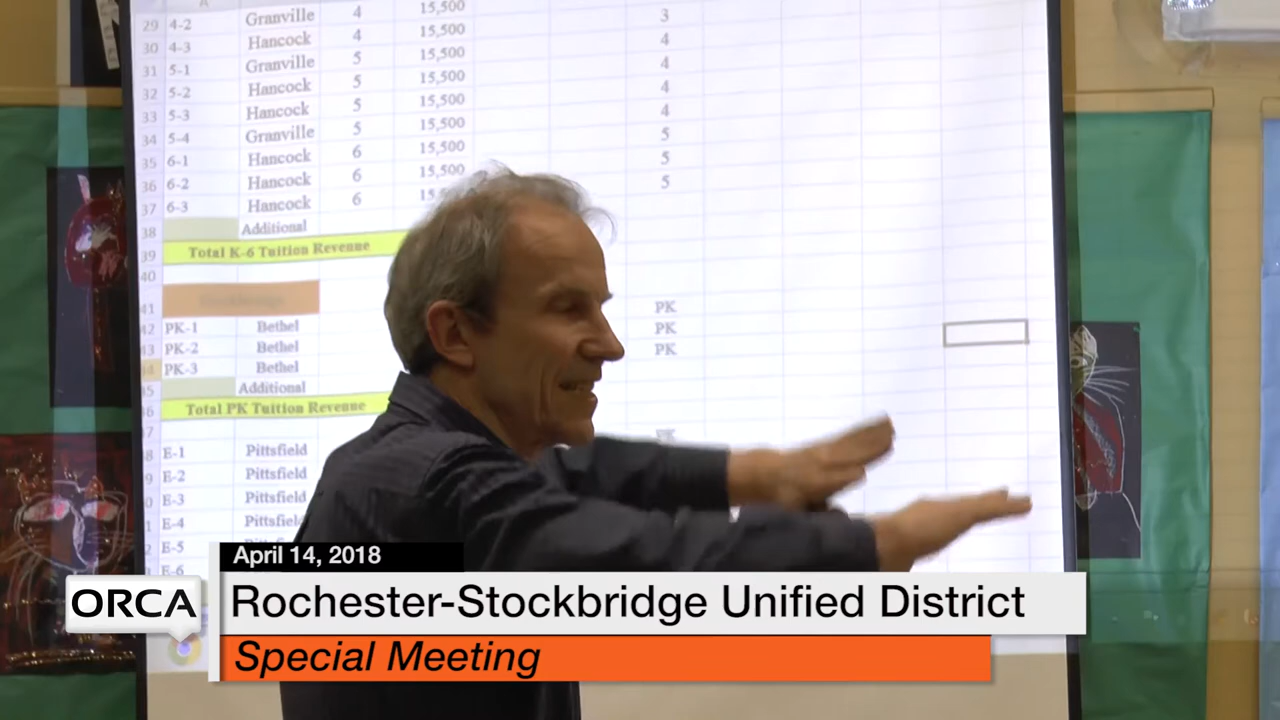 A
29 4-2 Granville 4 15,500 3
30 4-3 Hancock 4 15,500 4
31 5-1 Granville 5 15,500 4
32 5-2 Hancock 5 15,500 4
33 5-3 Hancock 5 15,500 4
34 5-4 Granville 5 15,500 5
35 6-1 Hancock 6 15,500 5
36 6-2 Hancock 6 15,500 5
37 6-3 Hancock 6
38 Additional
39 Total K-6 Tuition Revenue
40
41 PK
42 PK-1 Bethel PK
43 PK-2 Bethel PK
44 PK-3 Bethel
45 Additional
46 Total PK Tuition Revenue
E-1 Pittsfield
E-2 Pittsfield
E-3 Pittsfield
E-4 Pittsfield
E-5
E-6
April 14, 2018
ORCA
Rochester-Stockbridge Unified District
Special Meeting